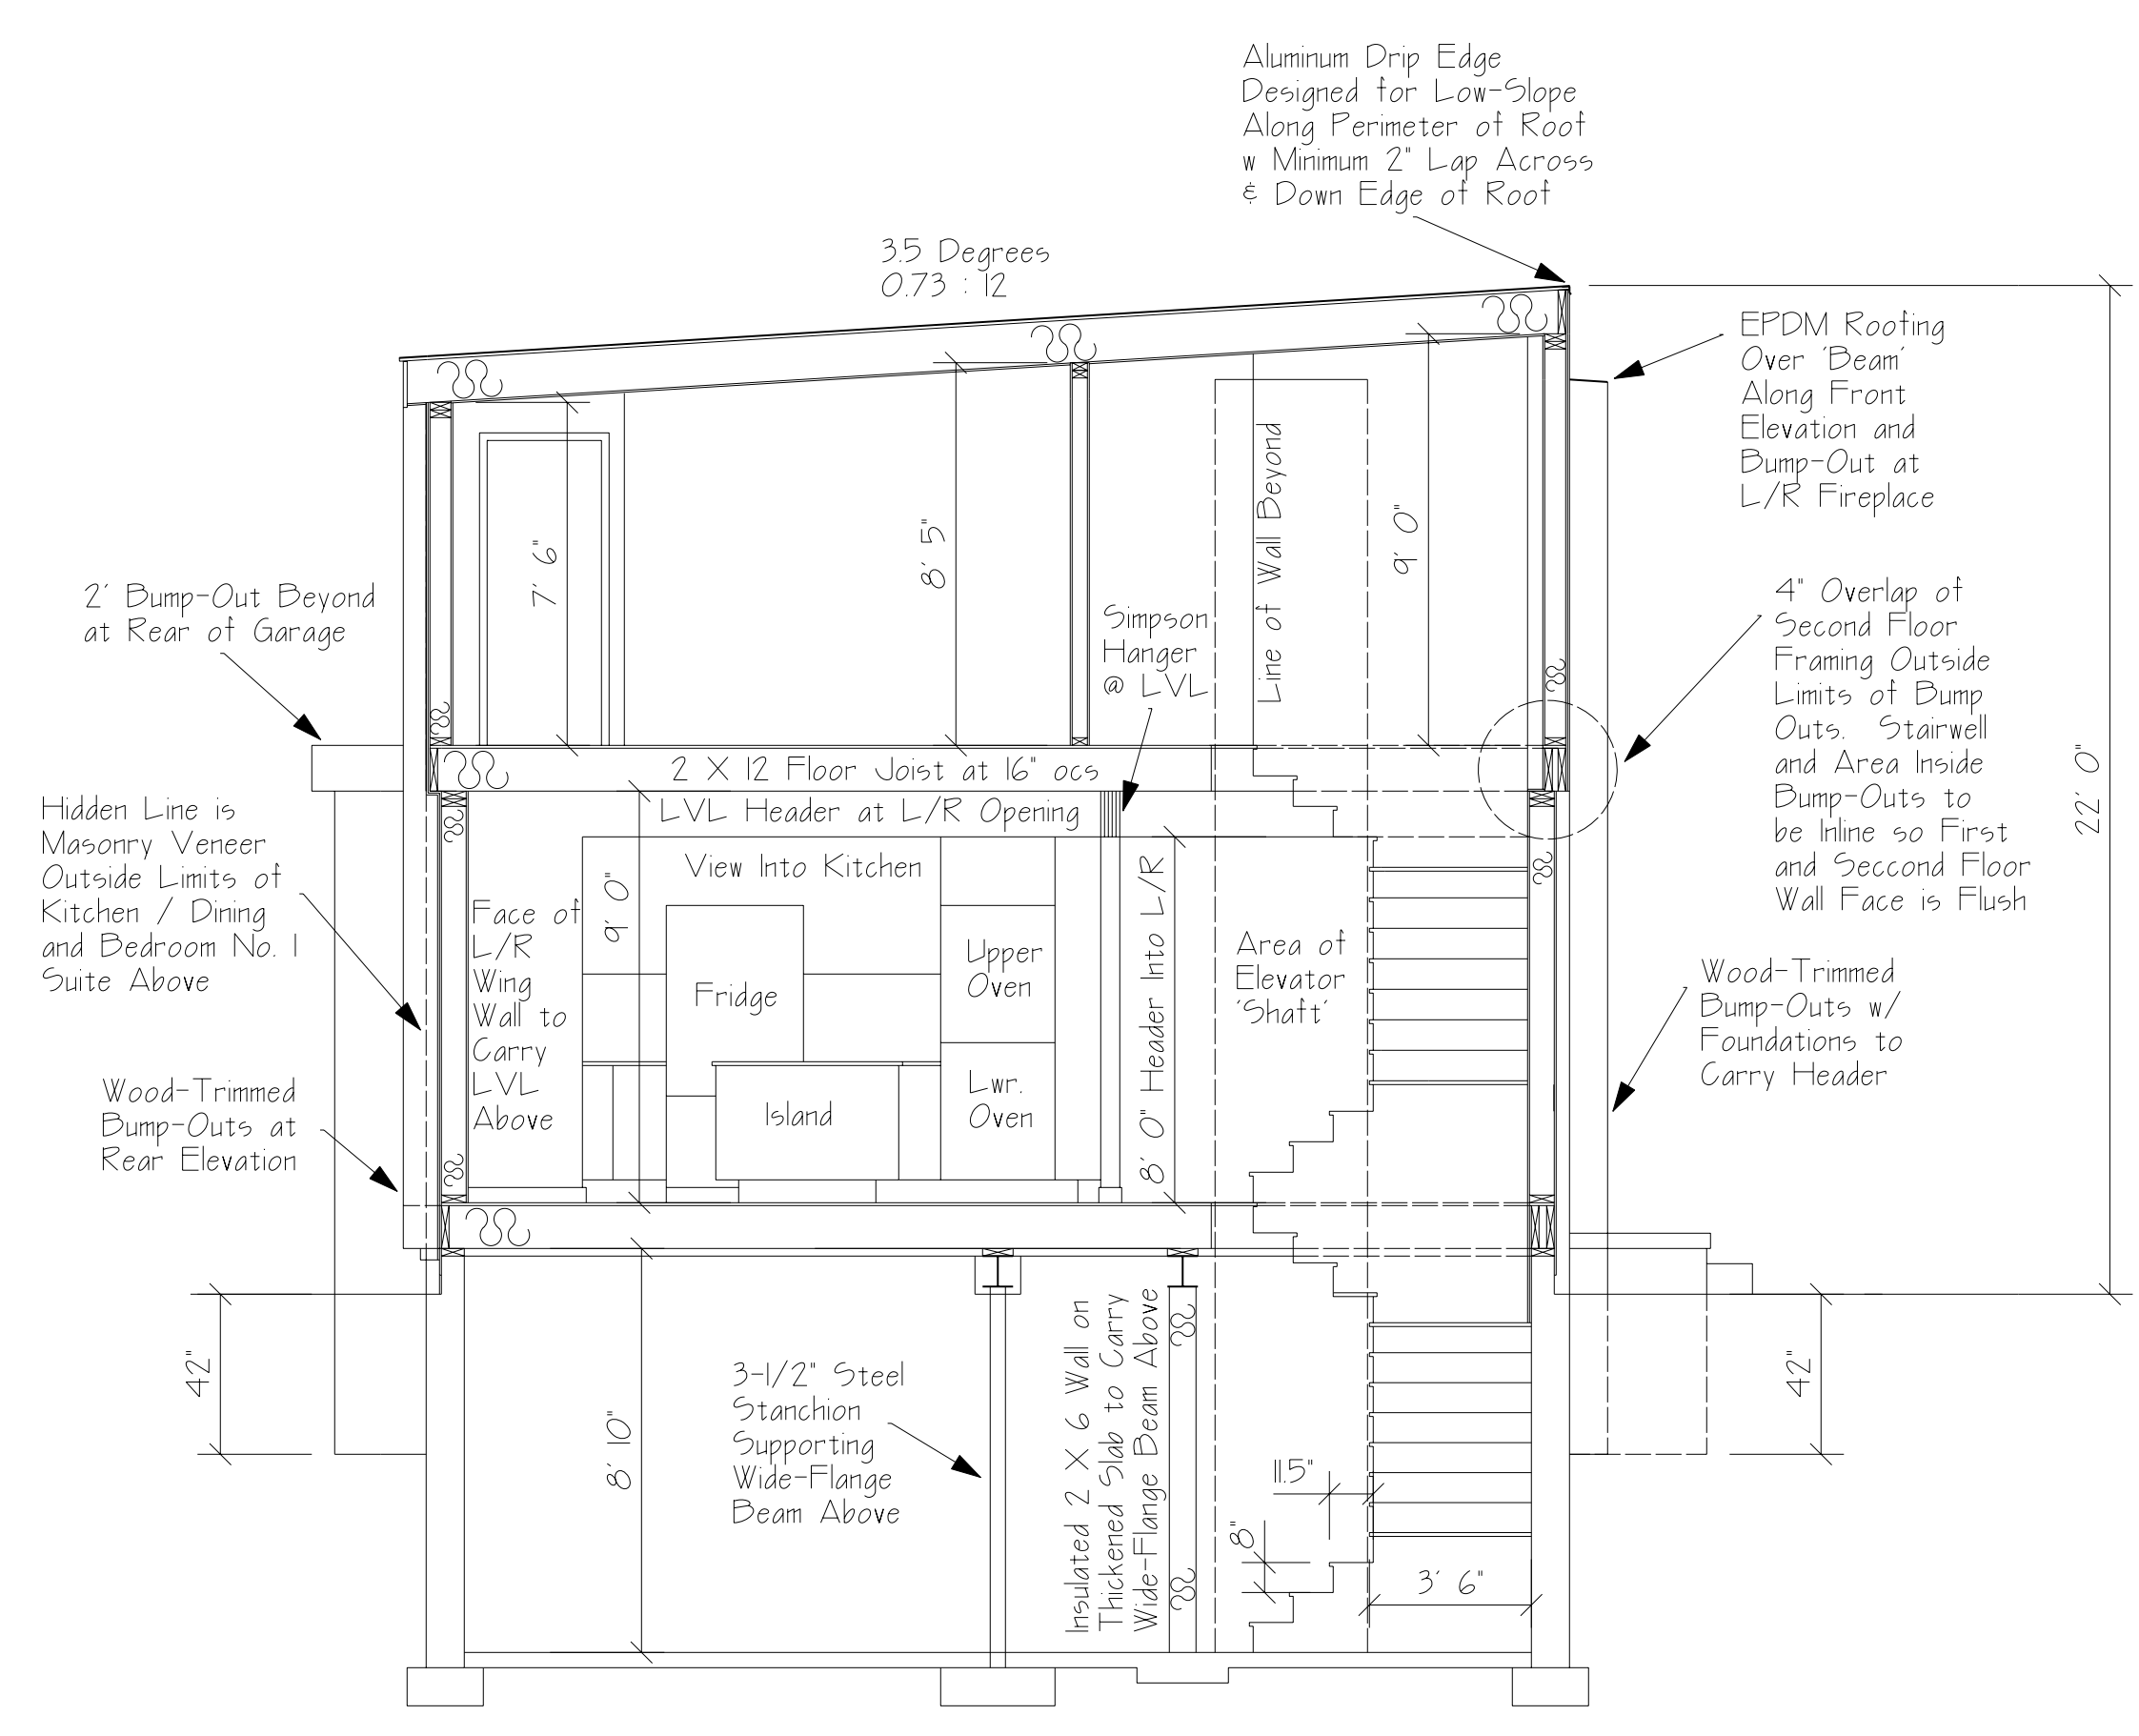 Aluminum Drip Edge
Designed for Low-Slope
Along Perimeter of Roof
w Minimum 2" Lap Across
& Down Edge of Roof
3.5 Degrees
0.73 : 12
EPDM Roofing
Over 'Beam'
Along Front
Elevation and
Bump-Out at
L/R Fireplace
7' 6"
8' 5"
Line of Wall Beyond
9' 0"
2' Bump-Out Beyond
at Rear of Garage
Simpson
Hanger
@ LVL
4" Overlap of
Second Floor
Framing Outside
Limits of Bump
Outs. Stairwell
and Area Inside
Bump-Outs to
be Inline so First
and Seccond Floor
Wall Face is Flush
22' 0"
2 X 12 Floor Joist at 16" ocs
LVL Header at L/R Opening
Hidden Line is
Masonry Veneer
Outside Limits of
Kitchen / Dining
and Bedroom No. 1
Suite Above
View Into Kitchen
9' 0"
Face of
L/R
Wing
Wall to
Carry
LVL
Above
Fridge
Upper
Oven
8' 0" Header Into L/R
Area of
Elevator
'Shaft'
Wood-Trimmed
Bump-Outs w/
Foundations to
Carry Header
Wood-Trimmed
Bump-Outs at
Rear Elevation
Island
Lwr.
Oven
42"
8' 10"
3-1/2" Steel
Stanchion
Supporting
Wide-Flange
Beam Above
Insulated 2 X 6 Wall on
Thickened Slab to Carry
Wide-Flange Beam Above
42"
11.5"
8"
3' 6"